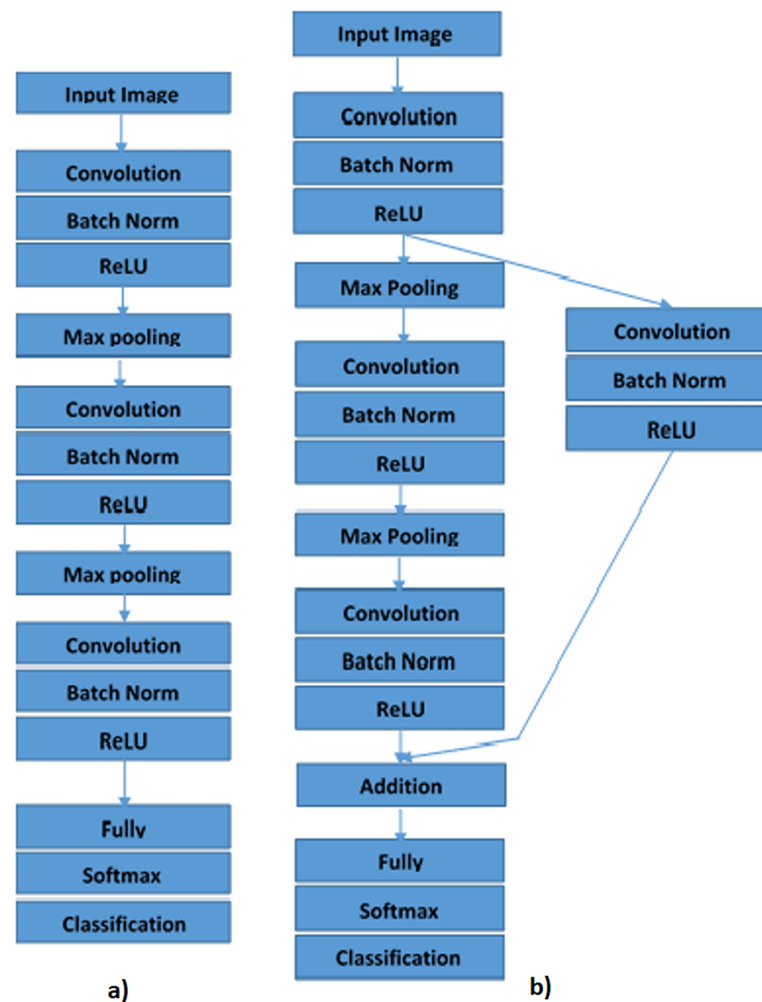 Input Image
Convolution
Batch Norm
ReLU
Max pooling
Convolution
Batch Norm
ReLU
Max pooling
Convolution
Batch Norm
ReLU
Fully
Softmax
Classification
a)
Input Image
Convolution
Batch Norm
ReLU
Max Pooling
Convolution
Batch Norm
ReLU
Max Pooling
Convolution
Batch Norm
ReLU
Addition
Fully
Softmax
Classification
Convolution
Batch Norm
ReLU
b)